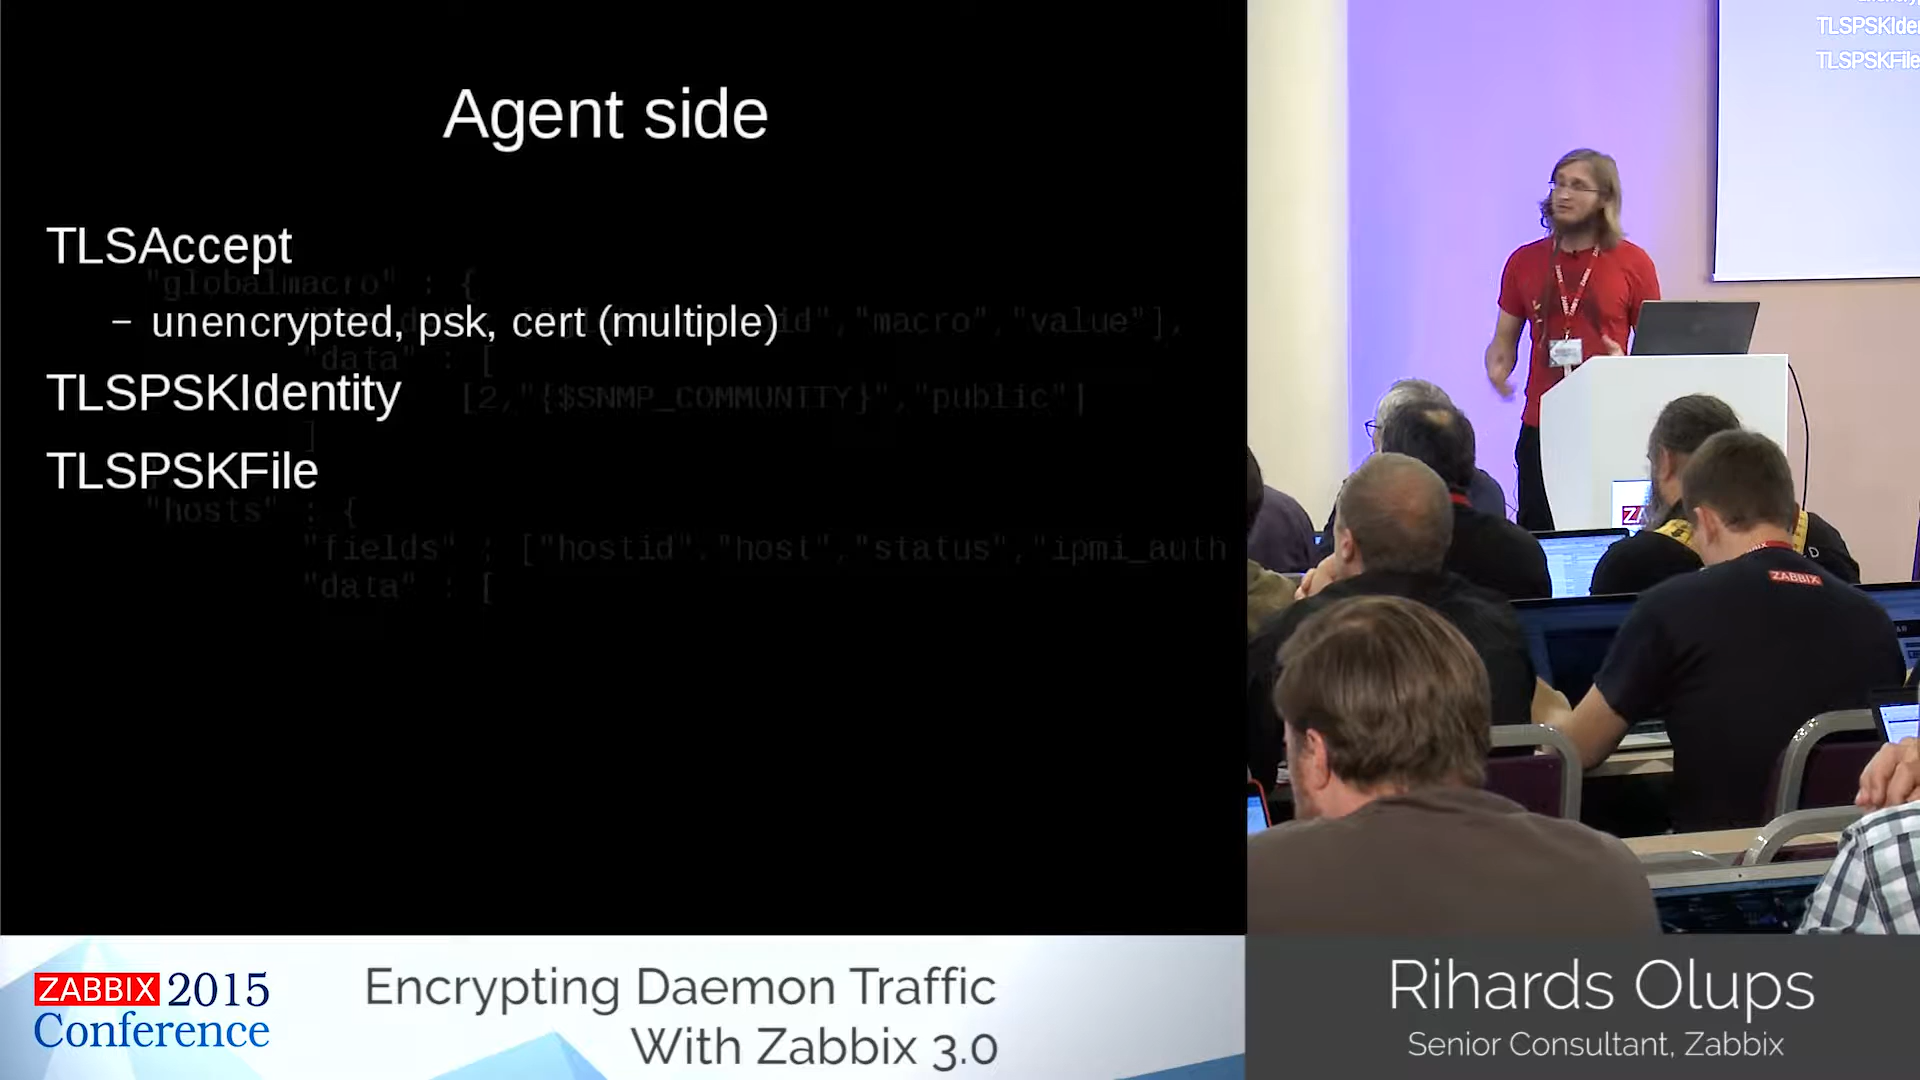 Agent side
TLSAccept
– unencrypted, psk, cert (multiple)
TLSPSKIdentity
TLSPSKFile
"globalmacro" : {
"macro","value"],
"data" : [
[2,"{$SNMP_COMMUNITY}","public"]
]
"hosts" : {
"fields" : ["hostid","host","status","ipmi_auth
"data" : [
TLSPSKIden
TLSPSKFile
ZABBIX
ZABBIX 2015
Conference
Encrypting Daemon Traffic
With Zabbix 3.0
Rihards Olups
Senior Consultant, Zabbix